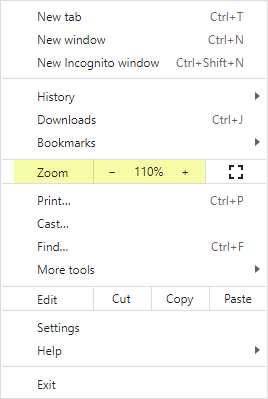 New tab Ctrl+T
New window Ctrl+N
New Incognito window Ctrl+Shift+N
History
Downloads Ctrl+J
Bookmarks
Zoom − 110% +
Print... Ctrl+P
Cast...
Find... Ctrl+F
More tools
Edit Cut Copy Paste
Settings
Help
Exit